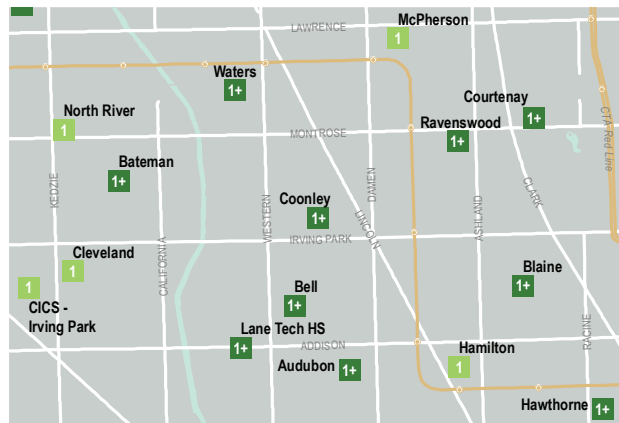 McPherson
1
LAWRENCE
Waters
1+
Courtenay
1+
North River
1
Ravenswood
1+
MONTROSE
CTA Red Line
Bateman
1+
KEDZIE
CALIFORNIA
WESTERN
DAMEN
LINCOLN
ASHLAND
CLARK
Coonley
1+
IRVING PARK
Cleveland
1
CICS -
Irving Park
1
Blaine
1+
Bell
1+
Lane Tech HS
1+
ADDISON
RACINE
Audubon
1+
Hamilton
1
Hawthorne
1+